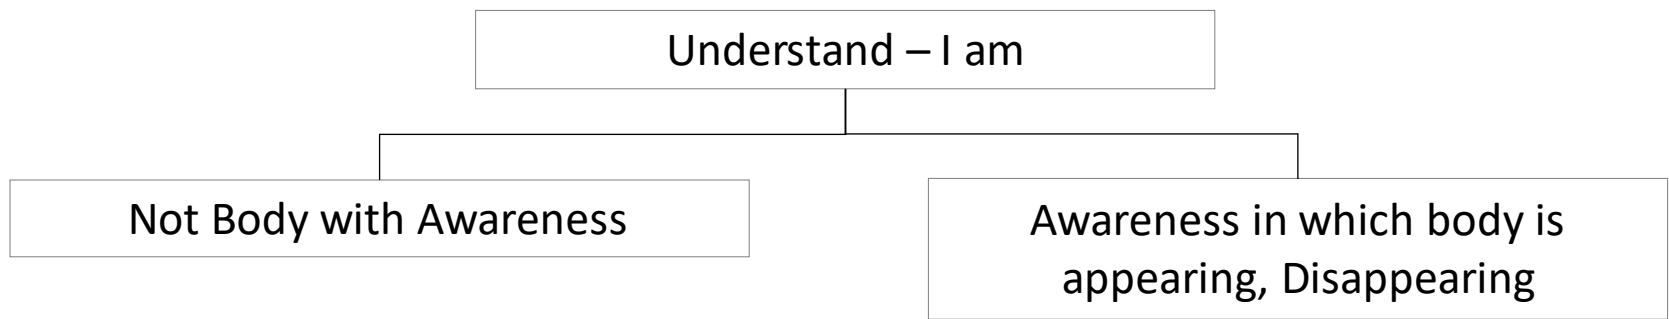 Understand – I am
Not Body with Awareness
Awareness in which body is
appearing, Disappearing